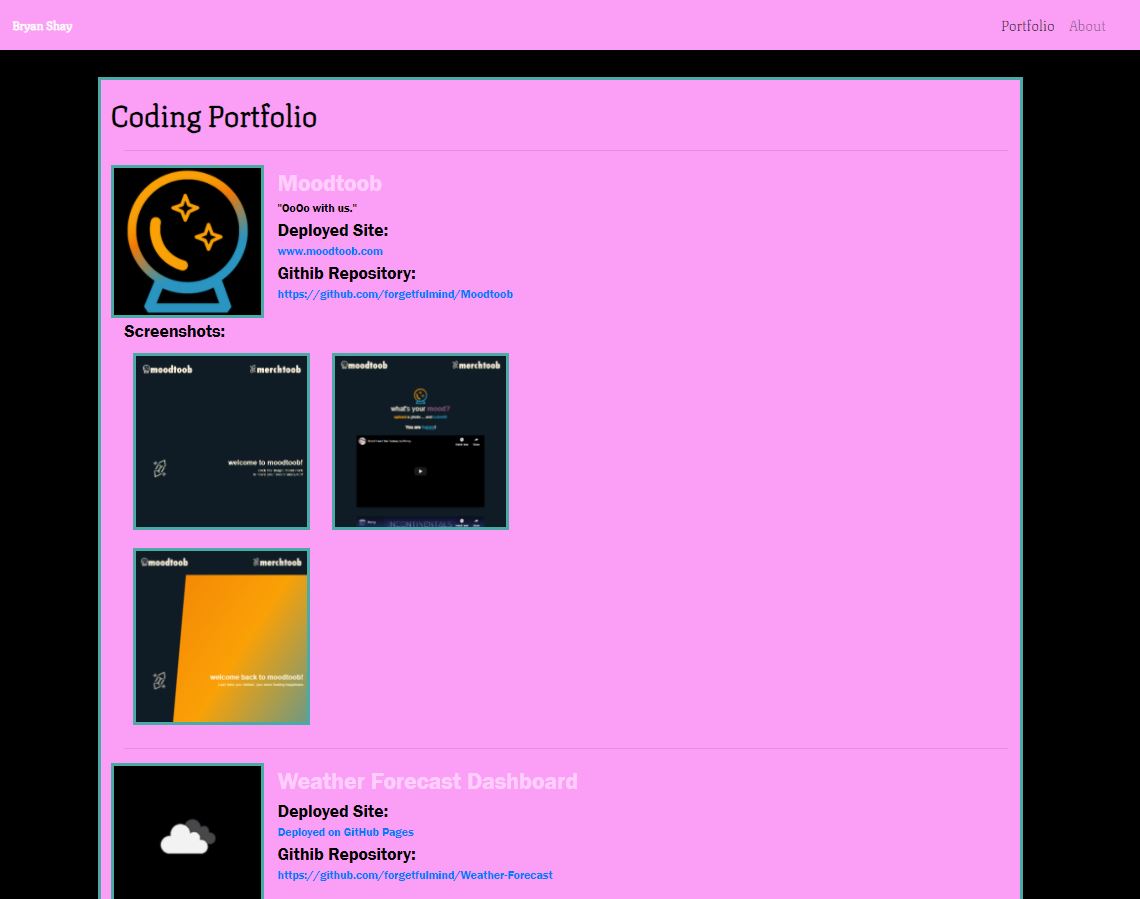 Bryan Shay
Portfolio About
Coding Portfolio
Moodtoob
"OoOo with us."
Deployed Site:
www.moodtoob.com
Githib Repository:
https://github.com/forgetfulmind/Moodtoob
Screenshots:
moodtoob merchtoob
welcome to moodtoob!
moodtoob merchtoob
what's your mood?
You are happy!
INCONTINENTALS
moodtoob merchtoob
welcome back to moodtoob!
Weather Forecast Dashboard
Deployed Site:
Deployed on GitHub Pages
Githib Repository:
https://github.com/forgetfulmind/Weather-Forecast